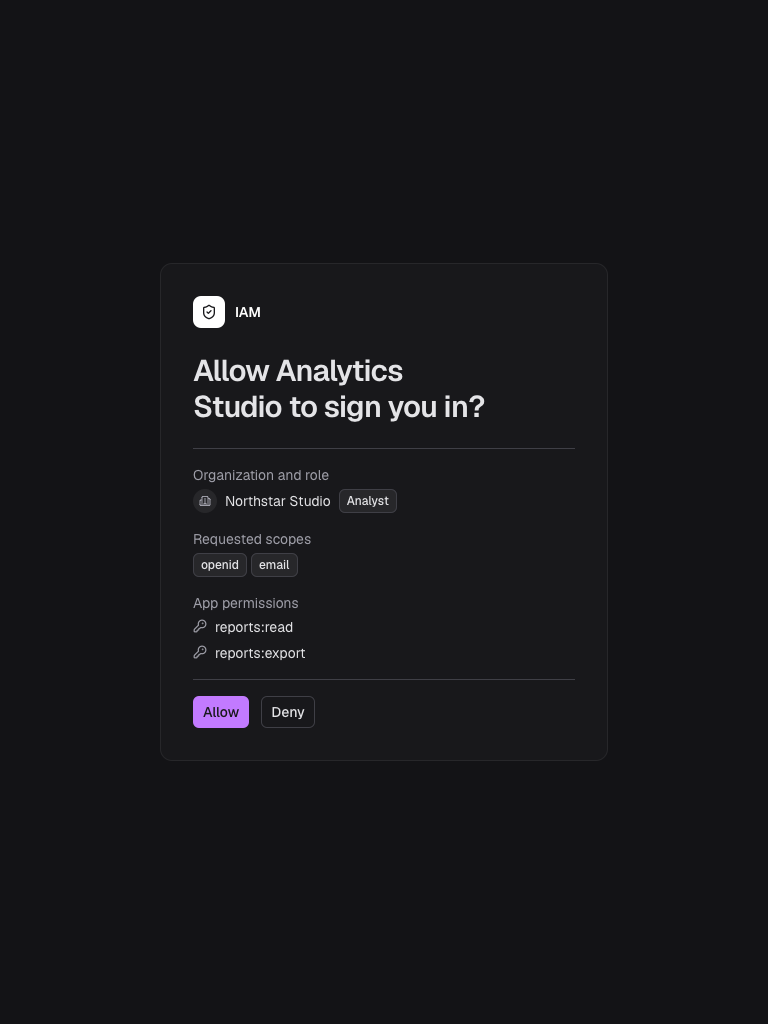 IAM
Allow Analytics
Studio to sign you in?
Organization and role
Northstar Studio Analyst
Requested scopes
openid email
App permissions
reports:read
reports:export
Allow Deny